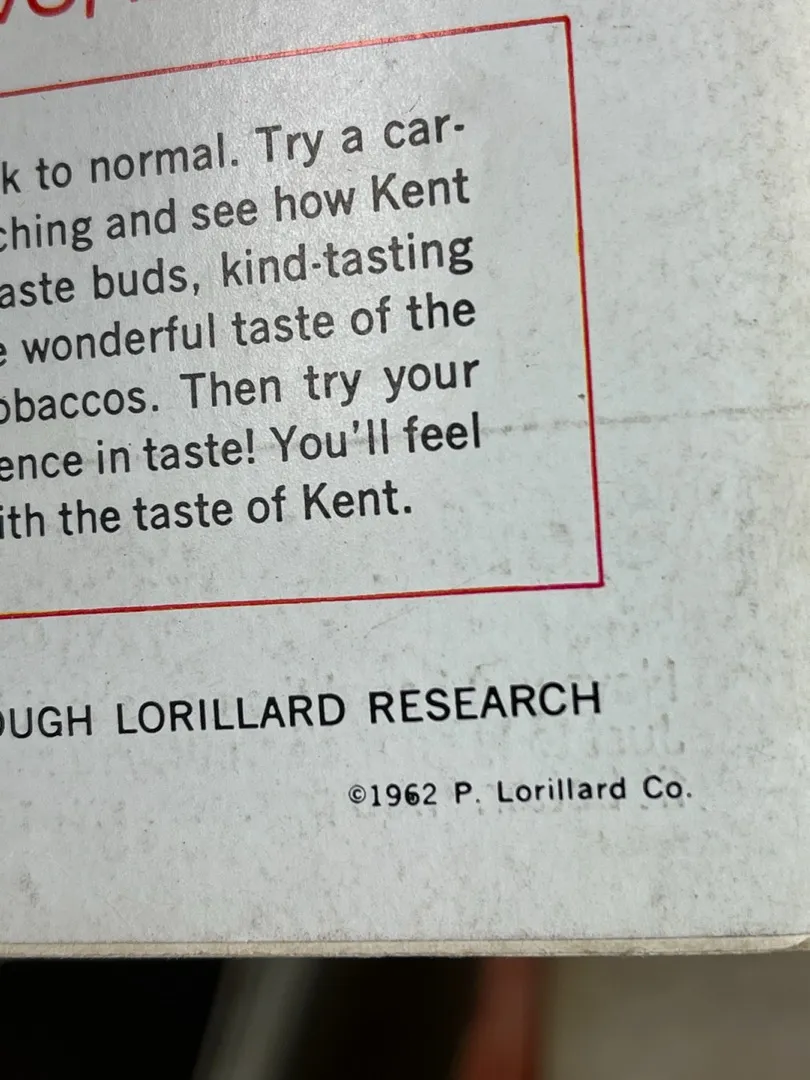 k to normal. Try a car-
ching and see how Kent
aste buds, kind-tasting
e wonderful taste of the
obaccos. Then try your
ence in taste! You'll feel
ith the taste of Kent.
OUGH LORILLARD RESEARCH
©1962 P. Lorillard Co.